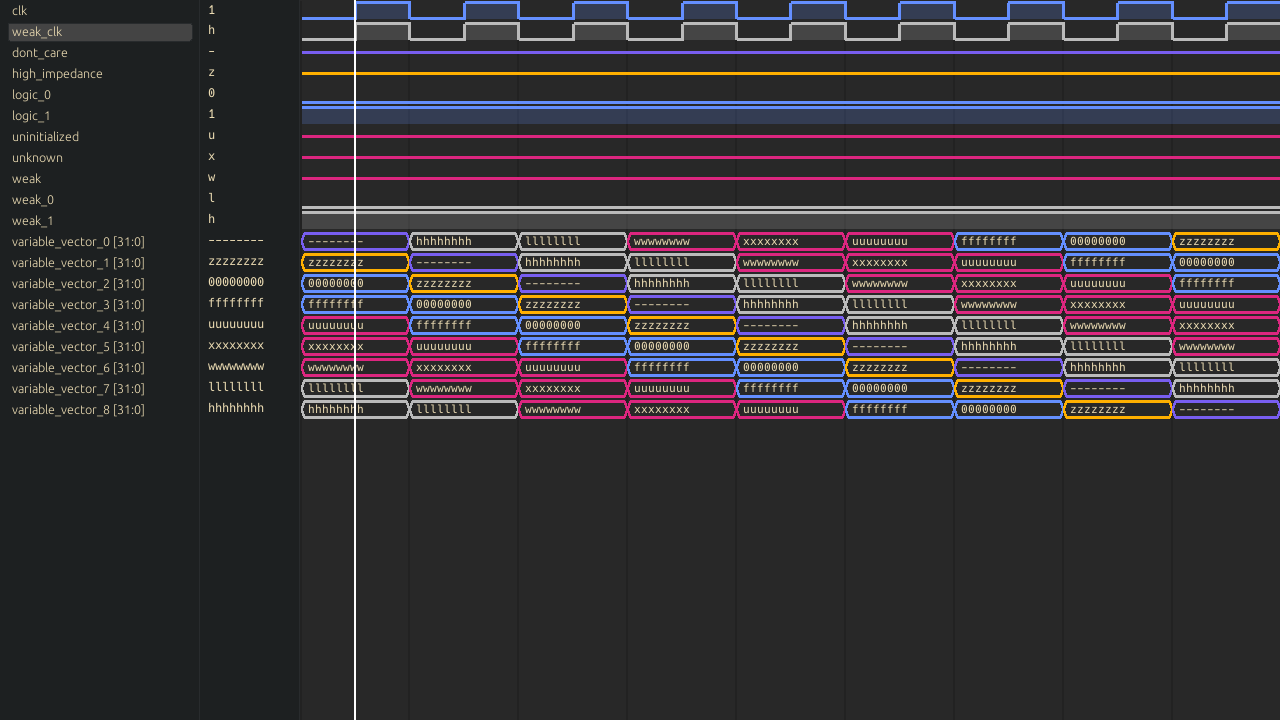 clk 1
weak_clk h
dont_care -
high_impedance z
logic_0 0
logic_1 1
uninitialized u
unknown x
weak w
weak_0 l
weak_1 h
variable_vector_0 [31:0] -------- -------- hhhhhhhh llllllll wwwwwwww xxxxxxxx uuuuuuuu ffffffff 00000000 zzzzzzzz
variable_vector_1 [31:0] zzzzzzzz zzzzzzzz -------- hhhhhhhh llllllll wwwwwwww xxxxxxxx uuuuuuuu ffffffff 00000000
variable_vector_2 [31:0] 00000000 00000000 zzzzzzzz -------- hhhhhhhh llllllll wwwwwwww xxxxxxxx uuuuuuuu ffffffff
variable_vector_3 [31:0] ffffffff ffffffff 00000000 zzzzzzzz -------- hhhhhhhh llllllll wwwwwwww xxxxxxxx uuuuuuuu
variable_vector_4 [31:0] uuuuuuuu uuuuuuuu ffffffff 00000000 zzzzzzzz -------- hhhhhhhh llllllll wwwwwwww xxxxxxxx
variable_vector_5 [31:0] xxxxxxxx xxxxxxxx uuuuuuuu ffffffff 00000000 zzzzzzzz -------- hhhhhhhh llllllll wwwwwwww
variable_vector_6 [31:0] wwwwwwww wwwwwwww xxxxxxxx uuuuuuuu ffffffff 00000000 zzzzzzzz -------- hhhhhhhh llllllll
variable_vector_7 [31:0] llllllll llllllll wwwwwwww xxxxxxxx uuuuuuuu ffffffff 00000000 zzzzzzzz -------- hhhhhhhh
variable_vector_8 [31:0] hhhhhhhh hhhhhhhh llllllll wwwwwwww xxxxxxxx uuuuuuuu ffffffff 00000000 zzzzzzzz --------